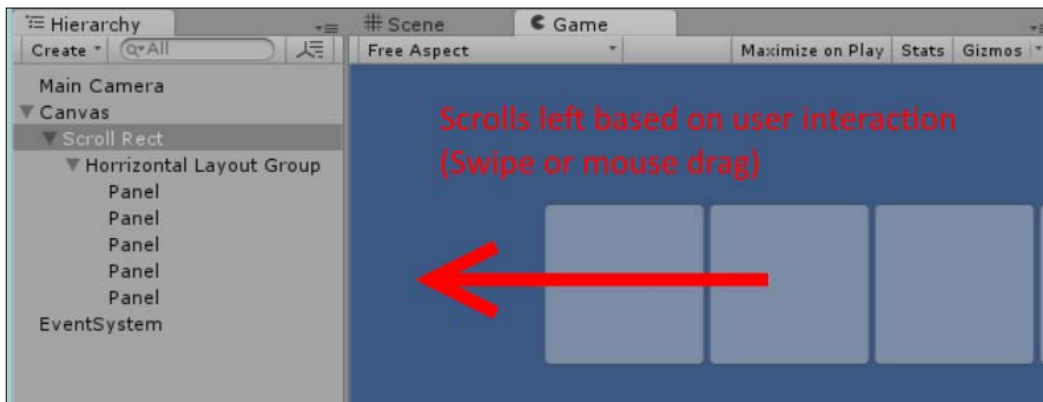 Hierarchy
# Scene
Game
Create
All
Free Aspect
Maximize on Play
Stats
Gizmos
Main Camera
Canvas
Scroll Rect
Horrizontal Layout Group
Panel
Panel
Panel
Panel
Panel
EventSystem
Scrolls left based on user interaction
(Swipe or mouse drag)